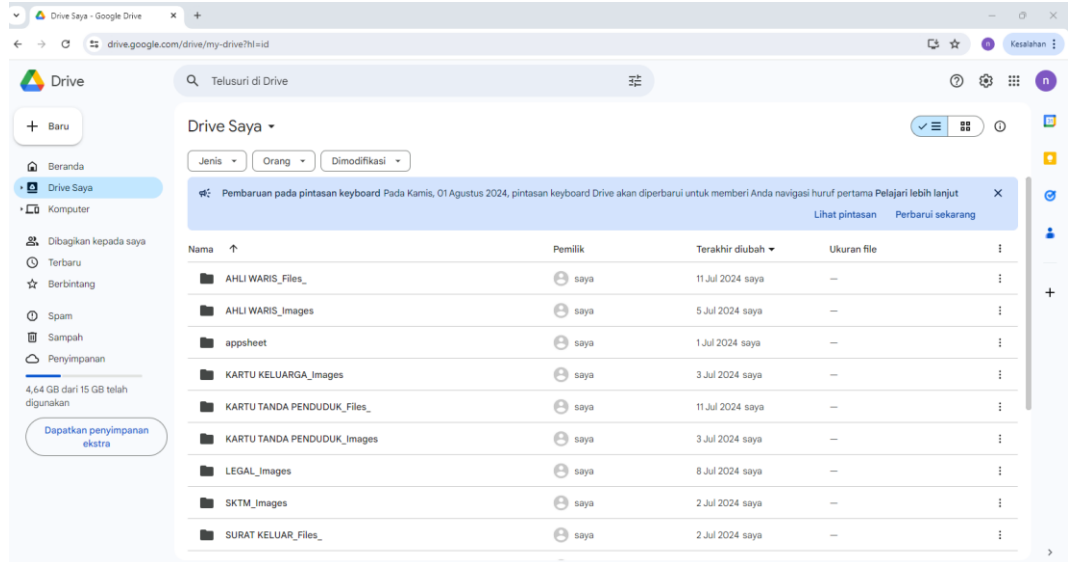 Drive Saya - Google Drive
drive.google.com/drive/my-drive?hl=id
n
Kesalahan
Drive
Telusuri di Drive
n
Baru
Beranda
Drive Saya
Komputer
Dibagikan kepada saya
Terbaru
Berbintang
Spam
Sampah
Penyimpanan
4,64 GB dari 15 GB telah
digunakan
Dapatkan penyimpanan
ekstra
Drive Saya
Jenis Orang Dimodifikasi
Pembaruan pada pintasan keyboard Pada Kamis, 01 Agustus 2024, pintasan keyboard Drive akan diperbarui untuk memberi Anda navigasi huruf pertama Pelajari lebih lanjut
Lihat pintasan Perbarui sekarang
Nama Pemilik Terakhir diubah Ukuran file
AHLI WARIS_Files_ saya 11 Jul 2024 saya —
AHLI WARIS_Images saya 5 Jul 2024 saya —
appsheet saya 1 Jul 2024 saya —
KARTU KELUARGA_Images saya 3 Jul 2024 saya —
KARTU TANDA PENDUDUK_Files_ saya 11 Jul 2024 saya —
KARTU TANDA PENDUDUK_Images saya 3 Jul 2024 saya —
LEGAL_Images saya 8 Jul 2024 saya —
SKTM_Images saya 2 Jul 2024 saya —
SURAT KELUAR_Files_ saya 2 Jul 2024 saya —